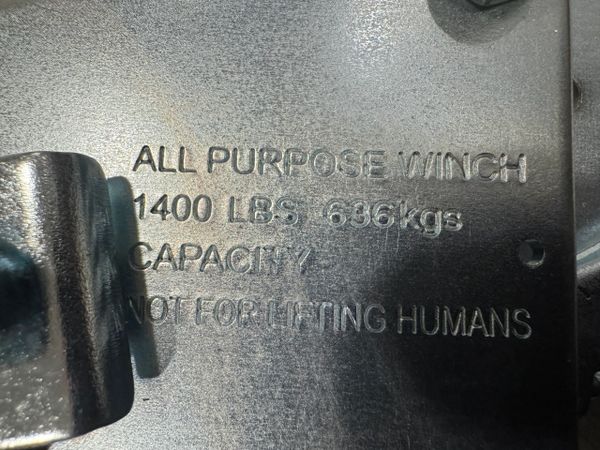 ALL PURPOSE WINCH
1400 LBS 636kgs
CAPACITY
NOT FOR LIFTING HUMANS